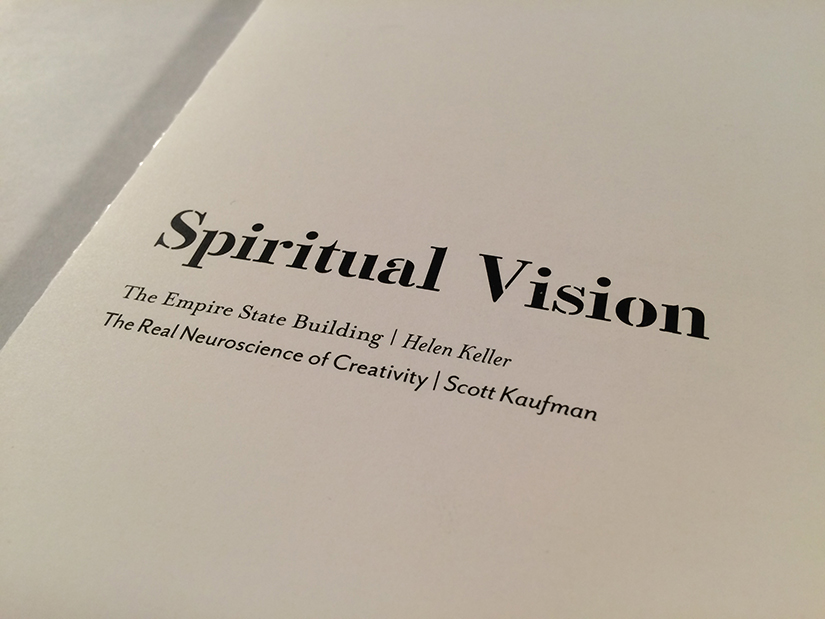 Spiritual Vision
The Empire State Building | Helen Keller
The Real Neuroscience of Creativity | Scott Kaufman